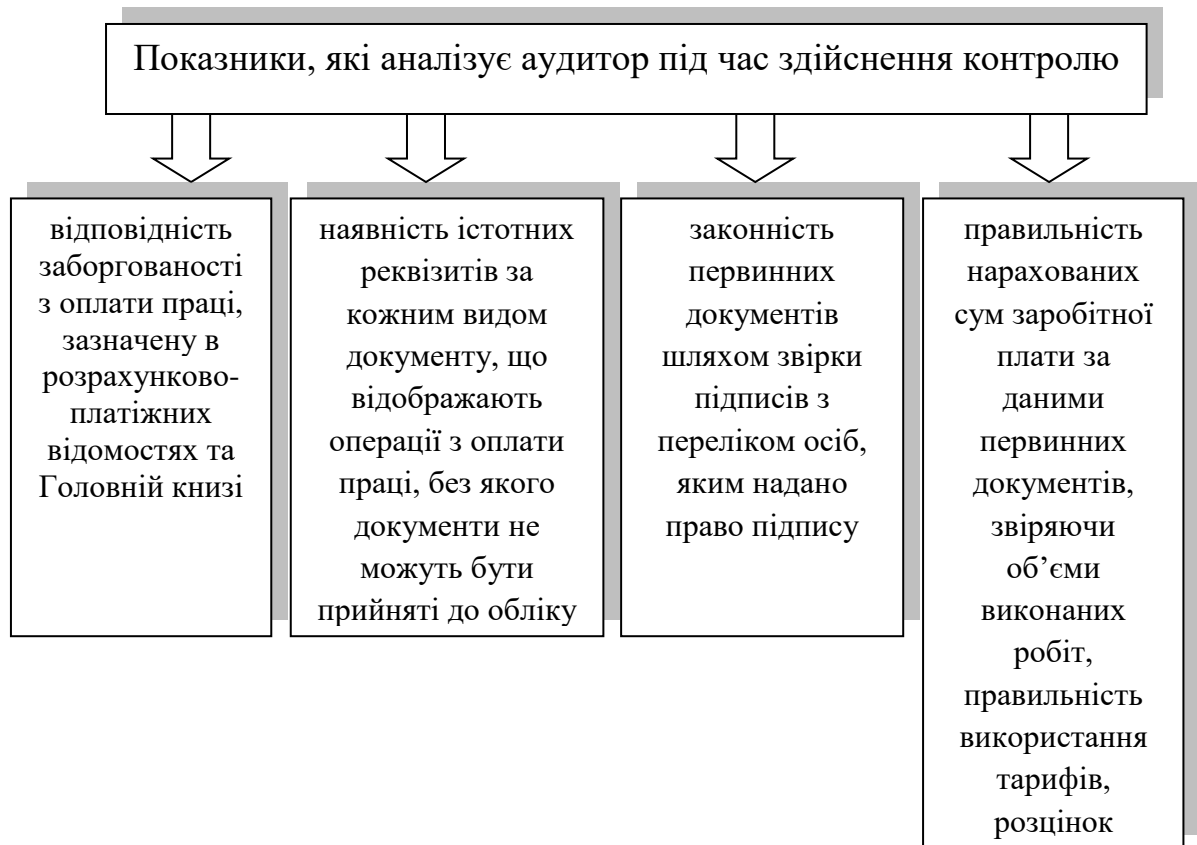 Показники, які аналізує аудитор під час здійснення контролю
відповідність
заборгованості
з оплати праці,
зазначену в
розрахунково-
платіжних
відомостях та
Головній книзі
наявність істотних
реквізитів за
кожним видом
документу, що
відображають
операції з оплати
праці, без якого
документи не
можуть бути
прийняті до обліку
законність
первинних
документів
шляхом звірки
підписів з
переліком осіб,
яким надано
право підпису
правильність
нарахованих
сум заробітної
плати за
даними
первинних
документів,
звіряючи
об’єми
виконаних
робіт,
правильність
використання
тарифів,
розцінок